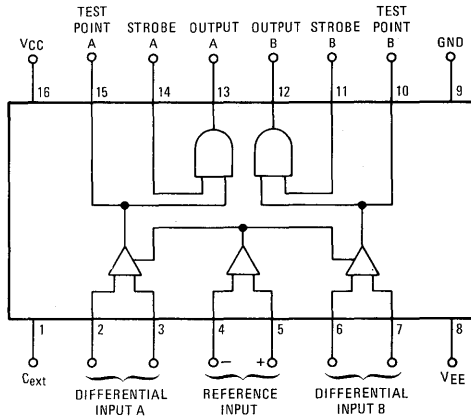 TEST TEST
POINT STROBE OUTPUT OUTPUT STROBE POINT
VCC A A A B B B GND
16 15 14 13 12 11 10 9
1 2 3 4 5 6 7 8
− +
Cext DIFFERENTIAL REFERENCE DIFFERENTIAL VEE
INPUT A INPUT INPUT B